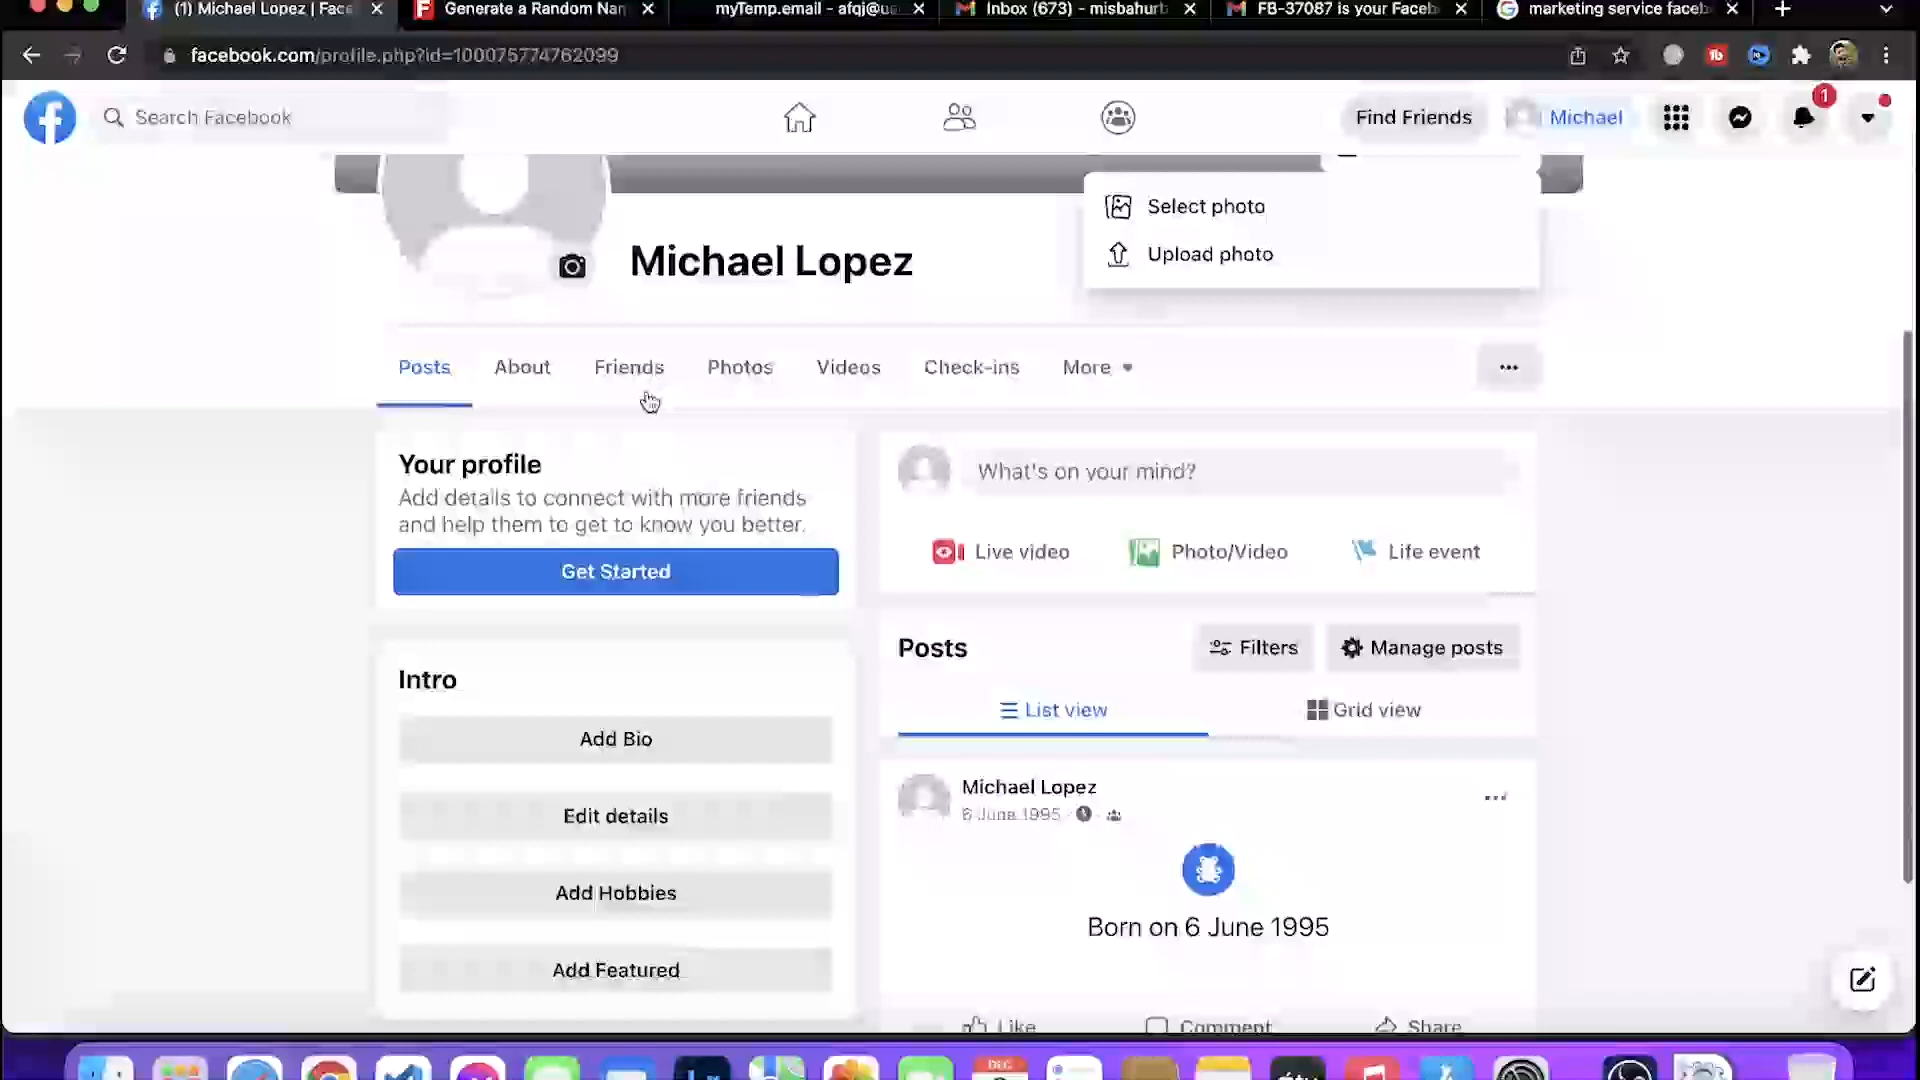 (1) Michael Lopez | Face
Generate a Random Nam
myTemp.email - afqj@u
Inbox (673) - misbahurt
FB-37087 is your Faceb
marketing service faceb
facebook.com/profile.php?id=100075774762099
Search Facebook
Find Friends
Michael
1
Select photo
Upload photo
Michael Lopez
Posts
About
Friends
Photos
Videos
Check-ins
More
Your profile
Add details to connect with more friends
and help them to get to know you better.
Get Started
What's on your mind?
Live video
Photo/Video
Life event
Intro
Add Bio
Edit details
Add Hobbies
Add Featured
Posts
Filters
Manage posts
List view
Grid view
Michael Lopez
6 June 1995
Born on 6 June 1995
Like
Comment
Share
DEC